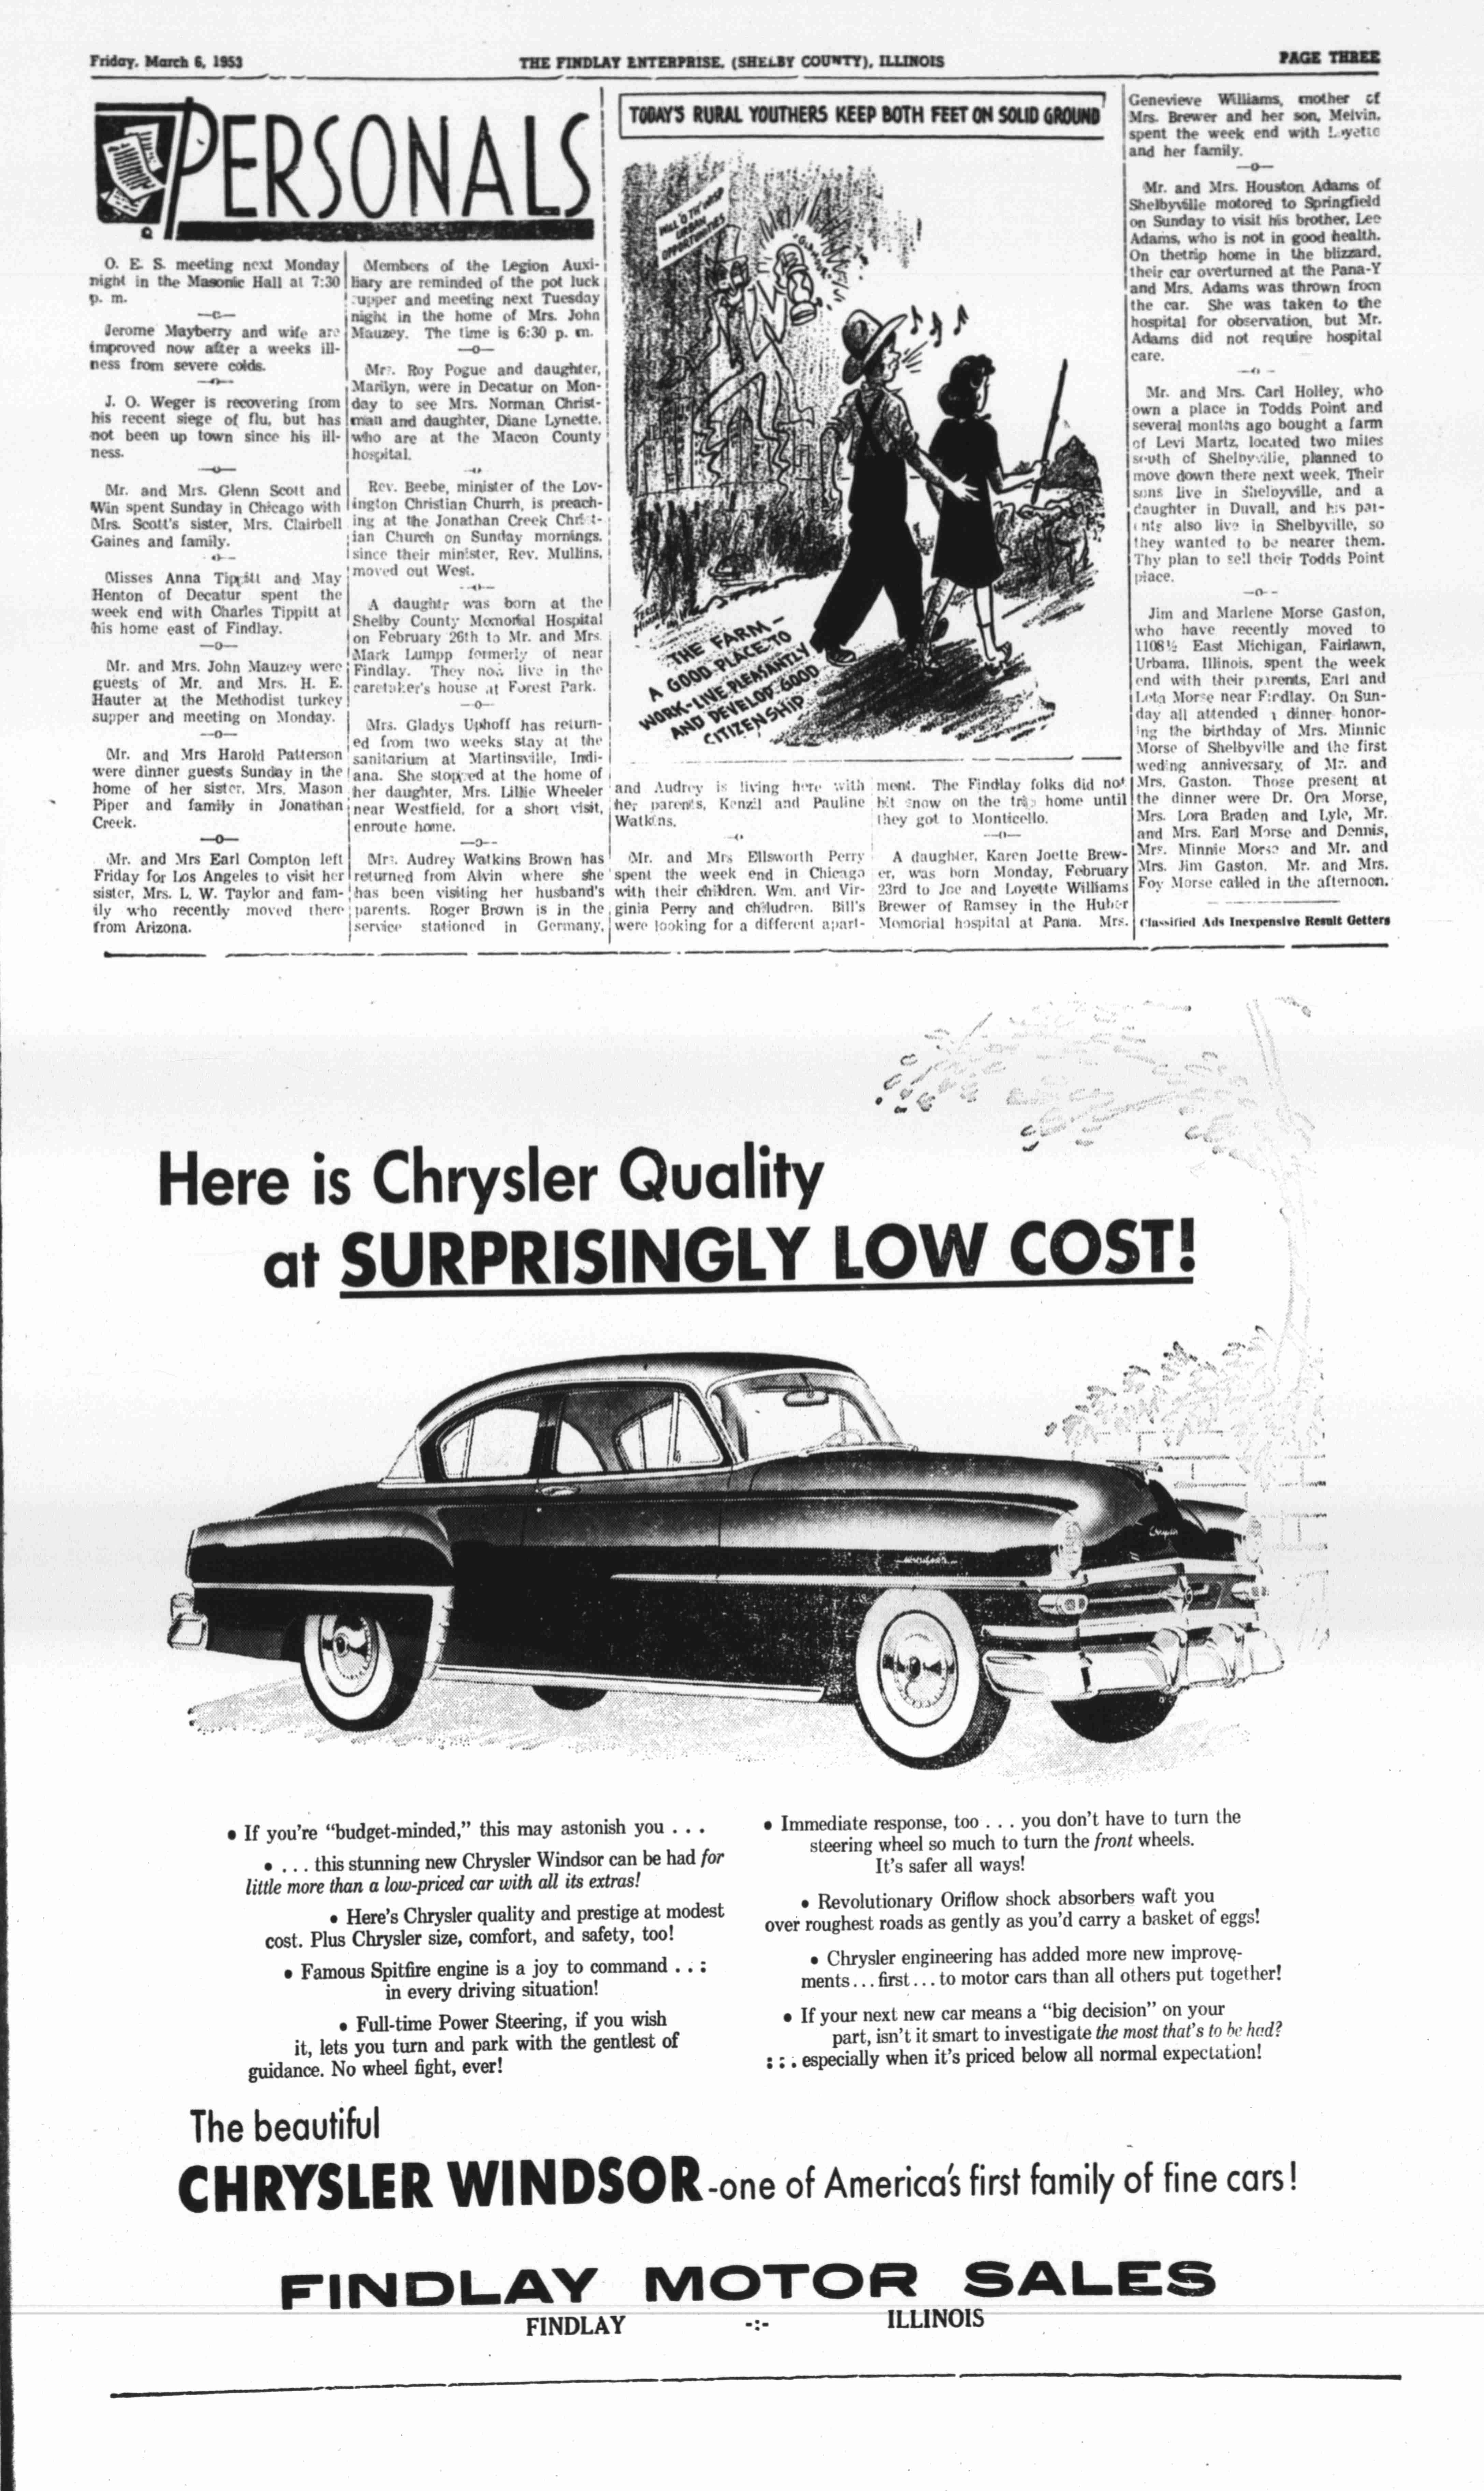 Friday, March 6, 1953
THE FINDLAY ENTERPRISE, (SHELBY COUNTY), ILLINOIS
PAGE THREE
PERSONALS
O. E. S. meeting next Monday
night in the Masonic Hall at 7:30
p. m.
—o—
Jerome Mayberry and wife are
improved now after a weeks ill-
ness from severe colds.
—o—
J. O. Weger is recovering from
his recent siege of flu, but has
not been up town since his ill-
ness.
—o—
Mr. and Mrs. Glenn Scott and
Win spent Sunday in Chicago with
Mrs. Scott's sister, Mrs. Clairbell
Gaines and family.
—o—
Misses Anna Tippitt and May
Henton of Decatur spent the
week end with Charles Tippitt at
his home east of Findlay.
—o—
Mr. and Mrs. John Mauzey were
guests of Mr. and Mrs. H. E.
Hauter at the Methodist turkey
supper and meeting on Monday.
—o—
Mr. and Mrs Harold Patterson
were dinner guests Sunday in the
home of her sister, Mrs. Mason
Piper and family in Jonathan
Creek.
—o—
Mr. and Mrs Earl Compton left
Friday for Los Angeles to visit her
sister, Mrs. L. W. Taylor and fam-
ily who recently moved there
from Arizona.
Members of the Legion Auxi-
liary are reminded of the pot luck
supper and meeting next Tuesday
night in the home of Mrs. John
Mauzey. The time is 6:30 p. m.
—o—
Mrs. Roy Pogue and daughter,
Marilyn, were in Decatur on Mon-
day to see Mrs. Norman Christ-
man and daughter, Diane Lynette,
who are at the Macon County
hospital.
—o—
Rev. Beebe, minister of the Lov-
ington Christian Churrh, is preach-
ing at the Jonathan Creek Christ-
ian Church on Sunday mornings,
since their minister, Rev. Mullins,
moved out West.
—o—
A daughtr was born at the
Shelby County Memorial Hospital
on February 26th to Mr. and Mrs.
Mark Lumpp formerly of near
Findlay. They now live in the
caretaker's house at Forest Park.
—o—
Mrs. Gladys Uphoff has return-
ed from two weeks stay at the
sanitarium at Martinsville, Indi-
ana. She stopped at the home of
her daughter, Mrs. Lillie Wheeler
near Westfield, for a short visit,
enroute home.
—o—
Mrs. Audrey Watkins Brown has
returned from Alvin where she
has been visiting her husband's
parents. Roger Brown is in the
service stationed in Germany,
TODAY'S RURAL YOUTHERS KEEP BOTH FEET ON SOLID GROUND
WILL O' TH' WISP
URBAN
OPPORTUNITIES
THE FARM—
A GOOD PLACE TO
WORK-LIVE PLEASANTLY
AND DEVELOP GOOD
CITIZENSHIP
and Audrey is living here with
her parents, Kenzil and Pauline
Watkins.
—o
Mr. and Mrs Ellsworth Perry
spent the week end in Chicago
with their children, Wm. and Vir-
ginia Perry and chiludren. Bill's
were looking for a different apart-
ment. The Findlay folks did not
hit snow on the trip home until
they got to Monticello.
—o—
A daughter, Karen Joette Brew-
er, was born Monday, February
23rd to Joe and Loyette Williams
Brewer of Ramsey in the Huber
Memorial hospital at Pana. Mrs.
Genevieve Williams, mother of
Mrs. Brewer and her son, Melvin,
spent the week end with Loyette
and her family.
—o—
Mr. and Mrs. Houston Adams of
Shelbyville motored to Springfield
on Sunday to visit his brother, Lee
Adams, who is not in good health.
On thetrip home in the blizzard,
their car overturned at the Pana-Y
and Mrs. Adams was thrown from
the car. She was taken to the
hospital for observation, but Mr.
Adams did not require hospital
care.
—o—
Mr. and Mrs. Carl Holley, who
own a place in Todds Point and
several months ago bought a farm
of Levi Martz, located two miles
south of Shelbyville, planned to
move down there next week. Their
sons live in Sheloyville, and a
daughter in Duvall, and his par-
ents also live in Shelbyville, so
they wanted to be nearer them.
Thy plan to sell their Todds Point
place.
—o—
Jim and Marlene Morse Gaston,
who have recently moved to
1108½ East Michigan, Fairlawn,
Urbana, Illinois, spent the week
end with their parents, Earl and
Leta Morse near Findlay. On Sun-
day all attended a dinner honor-
ing the birthday of Mrs. Minnie
Morse of Shelbyville and the first
weding anniversary of Mr. and
Mrs. Gaston. Those present at
the dinner were Dr. Ora Morse,
Mrs. Lora Braden and Lyle, Mr.
and Mrs. Earl Morse and Dennis,
Mrs. Minnie Morse and Mr. and
Mrs. Jim Gaston. Mr. and Mrs.
Foy Morse called in the afternoon.
Classified Ads Inexpensive Result Getters
Here is Chrysler Quality
at SURPRISINGLY LOW COST!
Chrysler
Windsor
• If you're "budget-minded," this may astonish you . . .
• . . . this stunning new Chrysler Windsor can be had for
little more than a low-priced car with all its extras!
• Here's Chrysler quality and prestige at modest
cost. Plus Chrysler size, comfort, and safety, too!
• Famous Spitfire engine is a joy to command . . :
in every driving situation!
• Full-time Power Steering, if you wish
it, lets you turn and park with the gentlest of
guidance. No wheel fight, ever!
• Immediate response, too . . . you don't have to turn the
steering wheel so much to turn the front wheels.
It's safer all ways!
• Revolutionary Oriflow shock absorbers waft you
over roughest roads as gently as you'd carry a basket of eggs!
• Chrysler engineering has added more new improve-
ments . . . first . . . to motor cars than all others put together!
• If your next new car means a "big decision" on your
part, isn't it smart to investigate the most that's to be had?
: : . especially when it's priced below all normal expectation!
The beautiful
CHRYSLER WINDSOR-one of America's first family of fine cars!
FINDLAY MOTOR SALES
FINDLAY -:- ILLINOIS